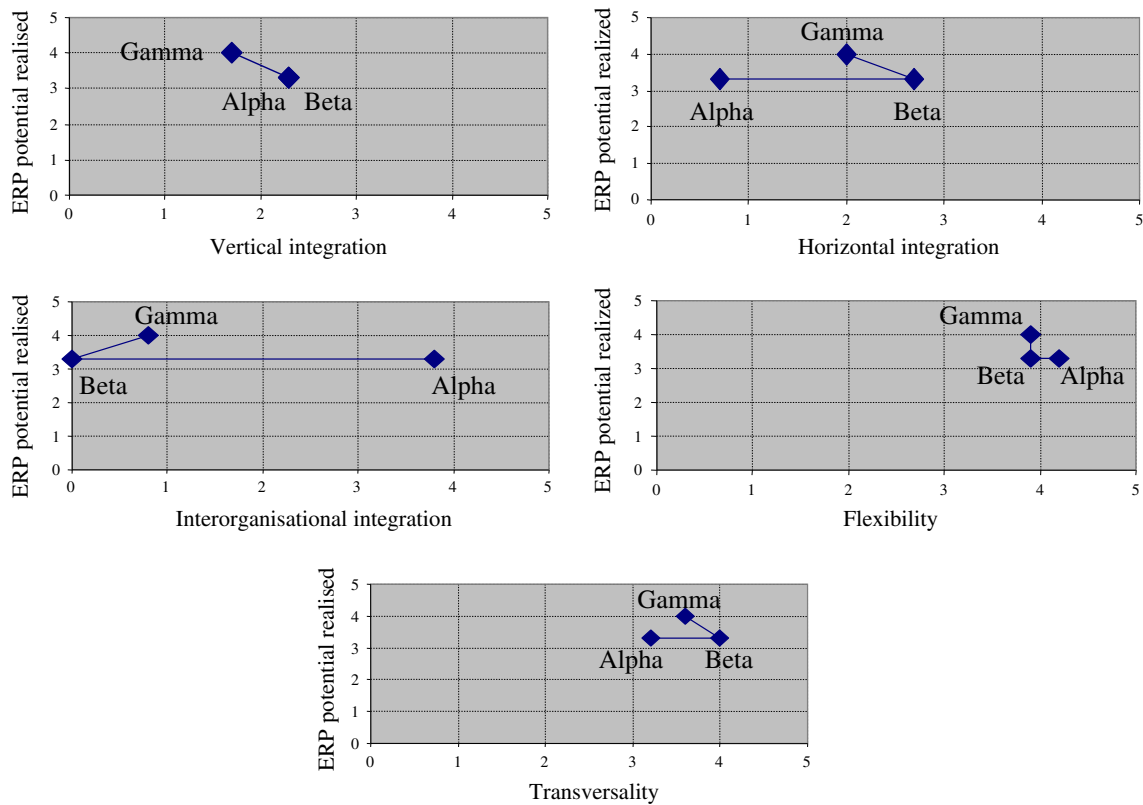 ERP potential realised
5
4
3
2
1
0
Gamma
Alpha Beta
0 1 2 3 4 5
Vertical integration
ERP potential realized
5
4
3
2
1
0
Gamma
Alpha Beta
0 1 2 3 4 5
Horizontal integration
ERP potential realised
5
4
3
2
1
0
Gamma
Beta Alpha
0 1 2 3 4 5
Interorganisational integration
ERP potential realized
5
4
3
2
1
0
Gamma
Beta Alpha
0 1 2 3 4 5
Flexibility
ERP potential realised
5
4
3
2
1
0
Gamma
Alpha Beta
0 1 2 3 4 5
Transversality